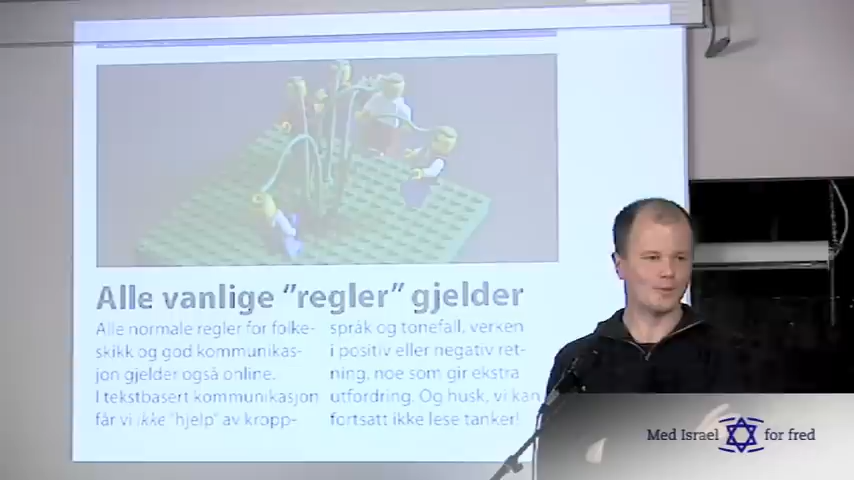 Alle vanlige ”regler” gjelder
Alle normale regler for folke-
skikk og god kommunikas-
jon gjelder også online.
I tekstbasert kommunikasjon
får vi ikke "hjelp" av kropp-
språk og tonefall, verken
i positiv eller negativ ret-
ning, noe som gir ekstra
utfordring. Og husk, vi kan
fortsatt ikke lese tanker!
Med Israel for fred